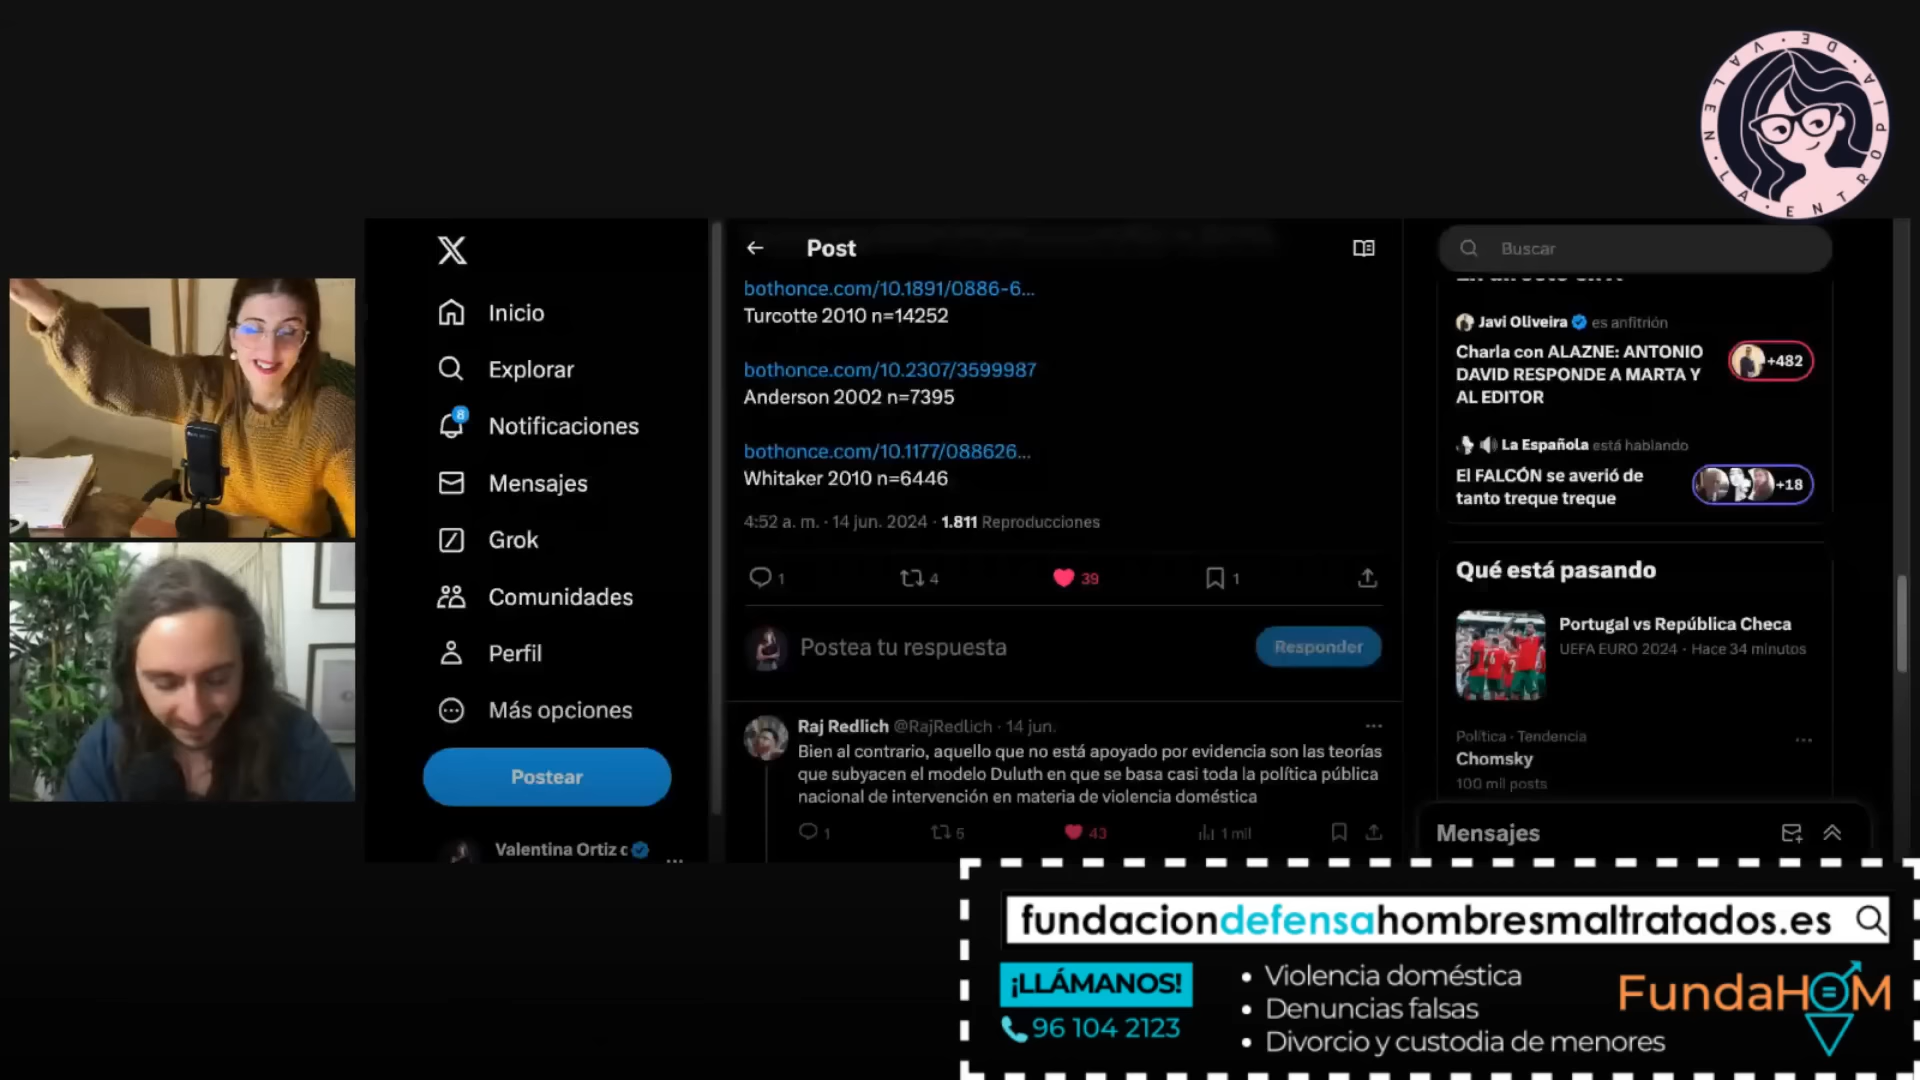 LA · ENTROPIA · DE · VALEN ·
X
Inicio
Explorar
8
Notificaciones
Mensajes
Grok
Comunidades
Perfil
Más opciones
Postear
Valentina Ortiz
Post
bothonce.com/10.1891/0886-6...
Turcotte 2010 n=14252
bothonce.com/10.2307/3599987
Anderson 2002 n=7395
bothonce.com/10.1177/088626...
Whitaker 2010 n=6446
4:52 a. m. · 14 jun. 2024 · 1.811 Reproducciones
1 4 39 1
Postea tu respuesta
Responder
Raj Redlich @RajRedlich · 14 jun.
Bien al contrario, aquello que no está apoyado por evidencia son las teorías
que subyacen el modelo Duluth en que se basa casi toda la política pública
nacional de intervención en materia de violencia doméstica
1 5 43 1 mil
Buscar
Javi Oliveira es anfitrión
Charla con ALAZNE: ANTONIO
DAVID RESPONDE A MARTA Y
AL EDITOR
+482
La Española está hablando
El FALCÓN se averió de
tanto treque treque
+18
Qué está pasando
Portugal vs República Checa
UEFA EURO 2024 · Hace 34 minutos
Política · Tendencia
Chomsky
100 mil posts
Mensajes
fundaciondefensahombresmaltratados.es
¡LLÁMANOS!
96 104 2123
• Violencia doméstica
• Denuncias falsas
• Divorcio y custodia de menores
FundaHOM